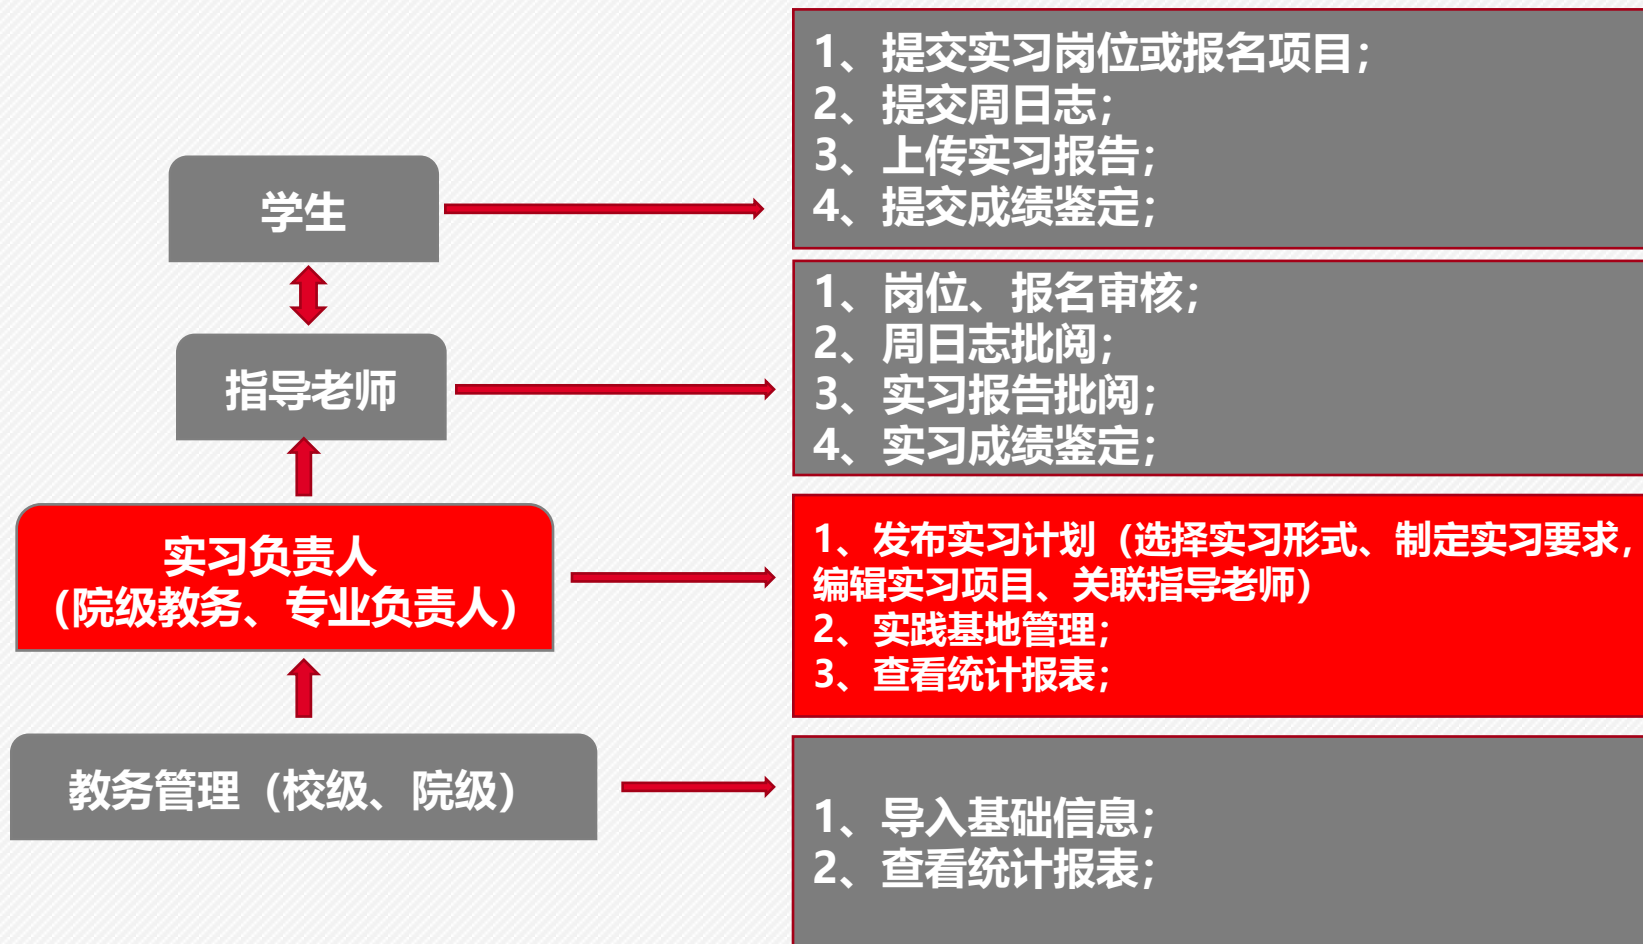 学生
1、提交实习岗位或报名项目；
2、提交周日志；
3、上传实习报告；
4、提交成绩鉴定；
指导老师
1、岗位、报名审核；
2、周日志批阅；
3、实习报告批阅；
4、实习成绩鉴定；
实习负责人
（院级教务、专业负责人）
1、发布实习计划（选择实习形式、制定实习要求，
编辑实习项目、关联指导老师）
2、实践基地管理；
3、查看统计报表；
教务管理（校级、院级）
1、导入基础信息；
2、查看统计报表；